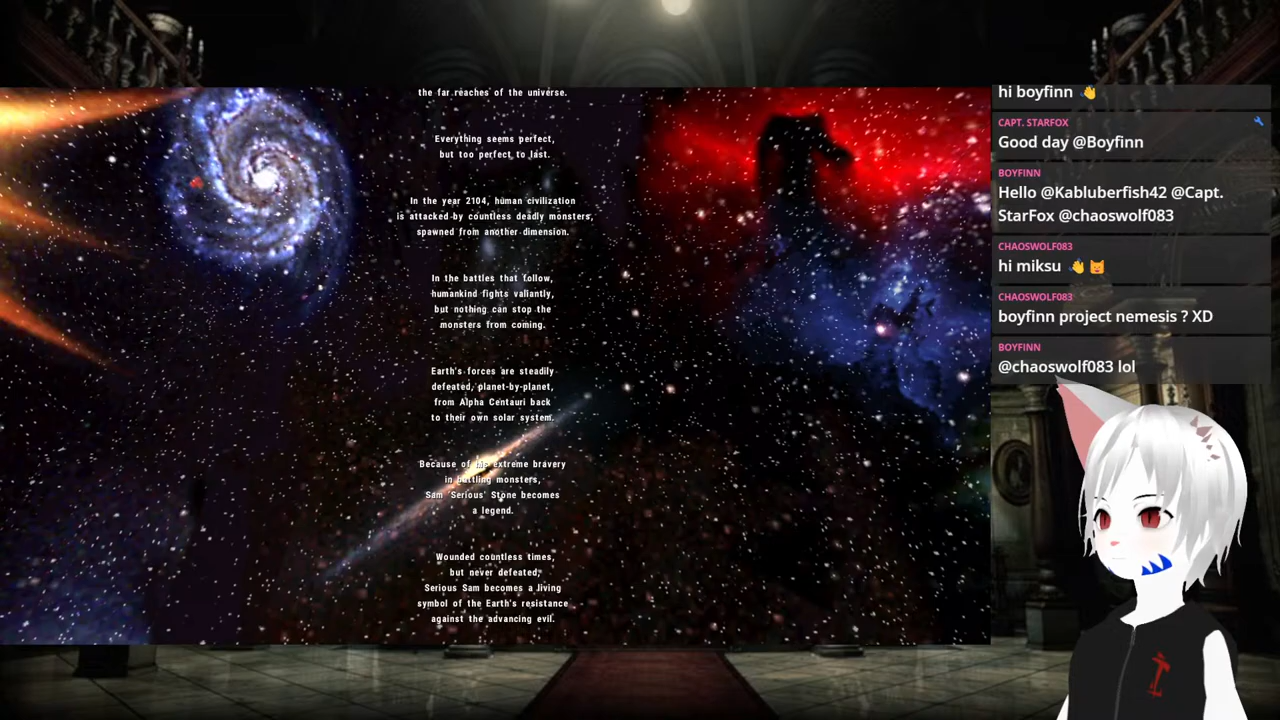 the far reaches of the universe.
Everything seems perfect,
but too perfect to last.
In the year 2104, human civilization
is attacked by countless deadly monsters,
spawned from another dimension.
In the battles that follow,
humankind fights valiantly,
but nothing can stop the
monsters from coming.
Earth's forces are steadily
defeated, planet-by-planet,
from Alpha Centauri back
to their own solar system.
Because of his extreme bravery
in battling monsters,
Sam 'Serious' Stone becomes
a legend.
Wounded countless times,
but never defeated,
Serious Sam becomes a living
symbol of the Earth's resistance
against the advancing evil.
hi boyfinn 👋
CAPT. STARFOX
Good day @Boyfinn
BOYFINN
Hello @Kabluberfish42 @Capt.
StarFox @chaoswolf083
CHAOSWOLF083
hi miksu 👋 😺
CHAOSWOLF083
boyfinn project nemesis ? XD
BOYFINN
@chaoswolf083 lol